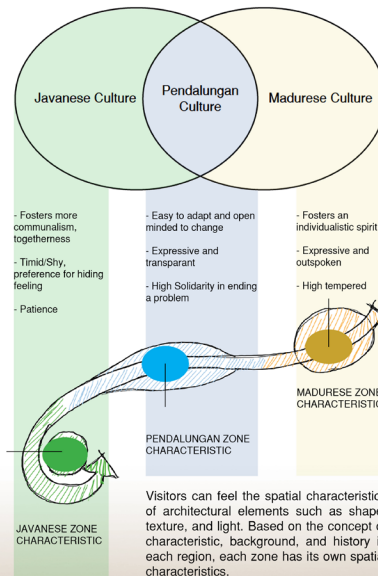 Javanese Culture
Pendalungan
Culture
Madurese Culture
- Fosters more
communalism,
togetherness
- Timid/Shy,
preference for hiding
feeling
- Patience
- Easy to adapt and open
minded to change
- Expressive and
transparant
- High Solidarity in ending
a problem
- Fosters an
individualistic spirit
- Expressive and
outspoken
- High tempered
MADURESE ZONE
CHARACTERISTIC
PENDALUNGAN ZONE
CHARACTERISTIC
JAVANESE ZONE
CHARACTERISTIC
Visitors can feel the spatial characteristic
of architectural elements such as shape
texture, and light. Based on the concept o
characteristic, background, and history i
each region, each zone has its own spatia
characteristics.